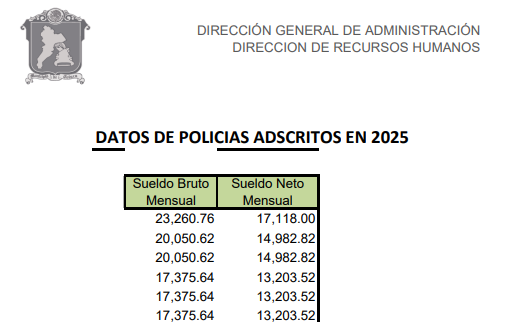 DIRECCIÓN GENERAL DE ADMINISTRACIÓN
DIRECCION DE RECURSOS HUMANOS
DATOS DE POLICIAS ADSCRITOS EN 2025
Sueldo Bruto Mensual Sueldo Neto Mensual
23,260.76 17,118.00
20,050.62 14,982.82
20,050.62 14,982.82
17,375.64 13,203.52
17,375.64 13,203.52
17,375.64 13,203.52